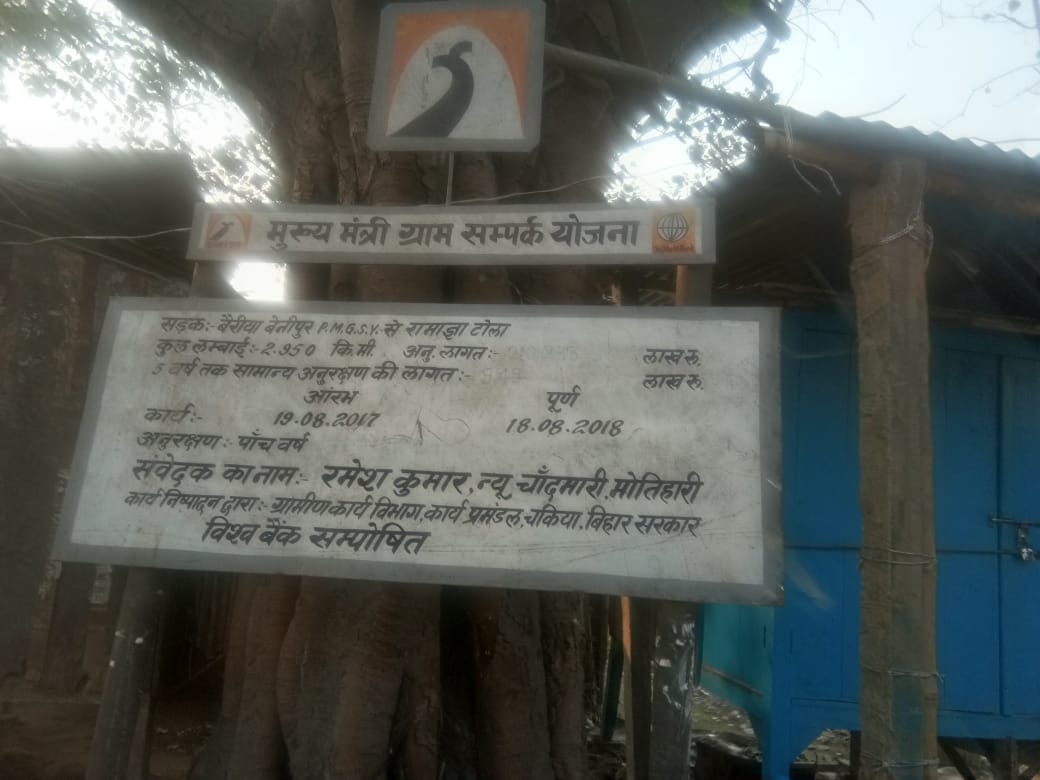 मुख्य मंत्री ग्राम सम्पर्क योजना
सड़क:- बैरीया बेनीपुर P.M.G.S.Y. से रामाज्ञा टोला
कुल लम्बाई:- 2.950 कि.मी. अनु. लागत:- लाख रू.
5 वर्ष तक सामान्य अनुरक्षण की लागत:- लाख रू.
आंरभ पूर्ण
कार्य:- 19.08.2017 18.08.2018
अनुरक्षण:- पाँच वर्ष
संवेदक का नाम:- रमेश कुमार, न्यू चाँदमारी, मोतिहारी
कार्य निष्पादन द्वारा:- ग्रामीण कार्य विभाग, कार्य प्रमंडल, चकिया, बिहार सरकार
विश्व बैंक सम्पोषित